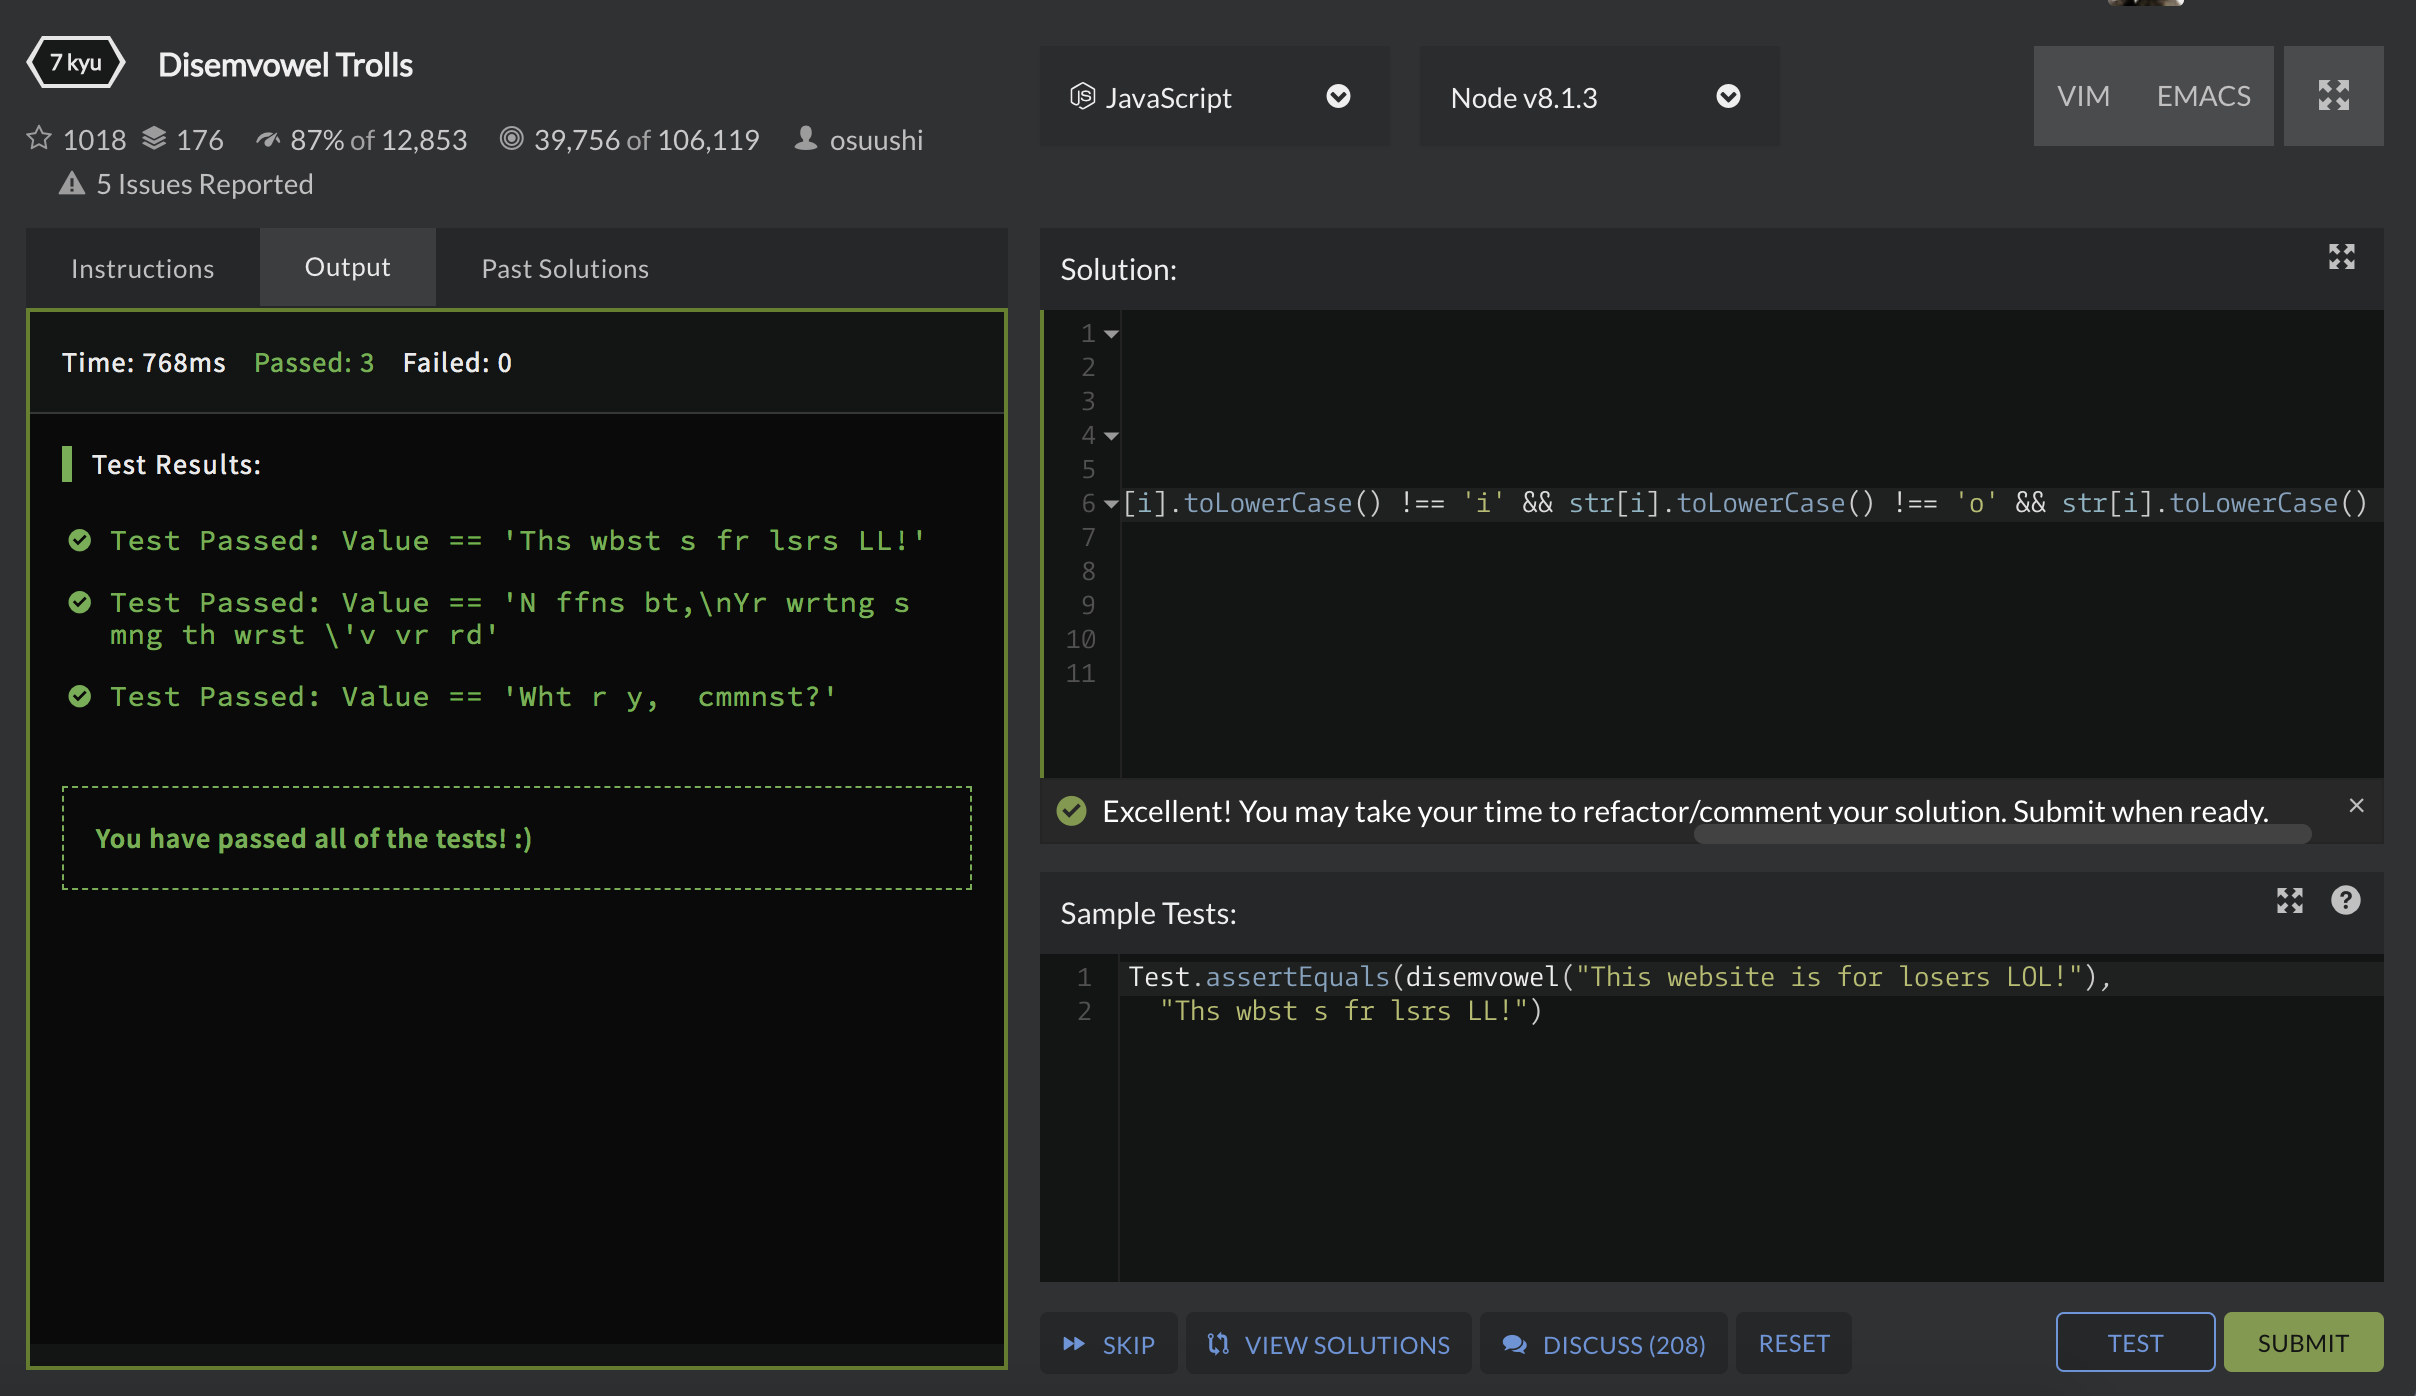 7 kyu
Disemvowel Trolls
1018 176 87% of 12,853 39,756 of 106,119 osuushi
5 Issues Reported
JavaScript
Node v8.1.3
VIM EMACS
Instructions Output Past Solutions
Time: 768ms Passed: 3 Failed: 0
Test Results:
Test Passed: Value == 'Ths wbst s fr lsrs LL!'
Test Passed: Value == 'N ffns bt,\nYr wrtng s
mng th wrst \'v vr rd'
Test Passed: Value == 'Wht r y,  cmmnst?'
You have passed all of the tests! :)
Solution:
1
2
3
4
5
6 [i].toLowerCase() !== 'i' && str[i].toLowerCase() !== 'o' && str[i].toLowerCase()
7
8
9
10
11
Excellent! You may take your time to refactor/comment your solution. Submit when ready.
Sample Tests:
1 Test.assertEquals(disemvowel("This website is for losers LOL!"),
2 "Ths wbst s fr lsrs LL!")
SKIP VIEW SOLUTIONS DISCUSS (208) RESET TEST SUBMIT